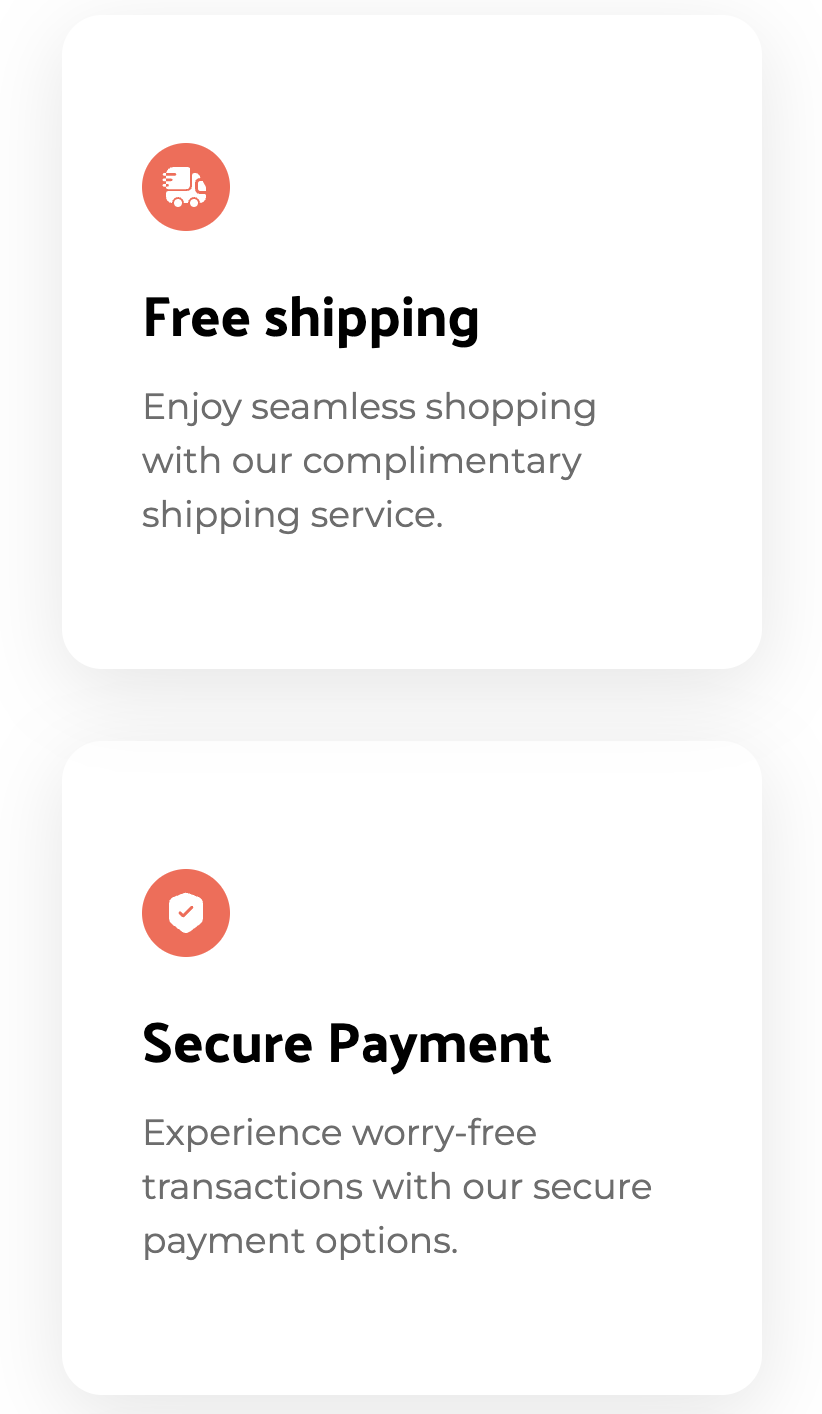 Free shipping
Enjoy seamless shopping
with our complimentary
shipping service.
Secure Payment
Experience worry-free
transactions with our secure
payment options.